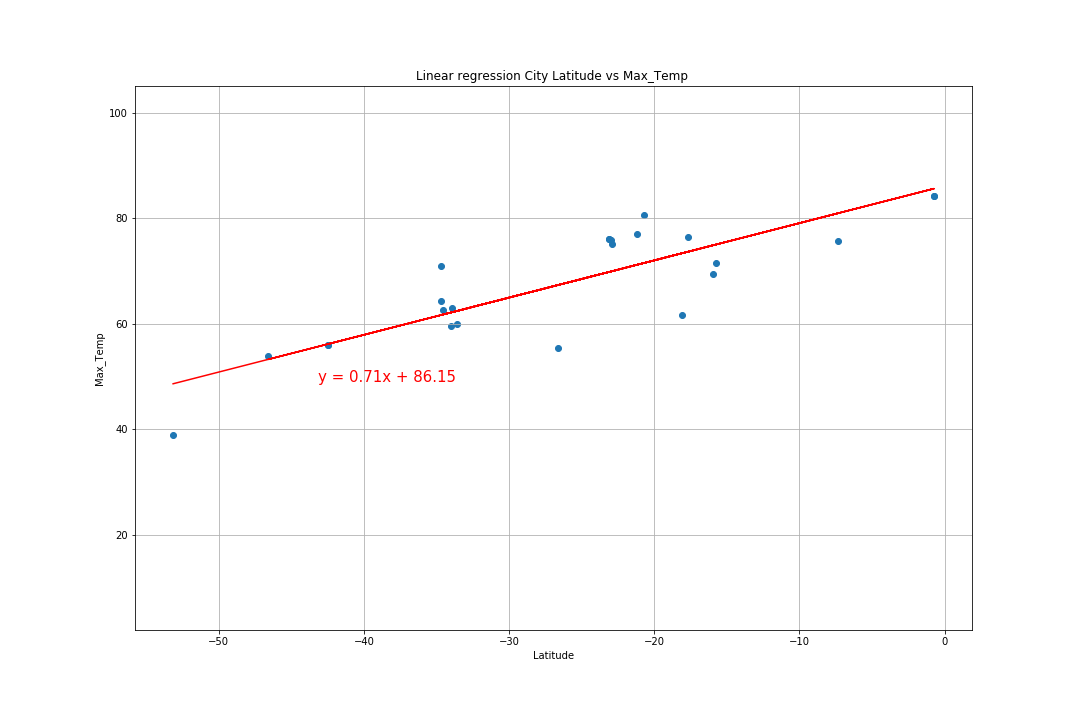 Linear regression City Latitude vs Max_Temp
100
80
60
40
20
Max_Temp
y = 0.71x + 86.15
−50
−40
−30
−20
−10
0
Latitude